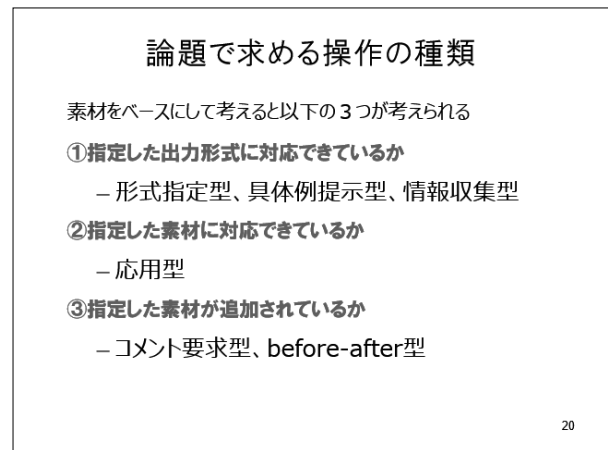 論題で求める操作の種類
素材をベースにして考えると以下の3つが考えられる
①指定した出力形式に対応できているか
– 形式指定型、具体例提示型、情報収集型
②指定した素材に対応できているか
– 応用型
③指定した素材が追加されているか
– コメント要求型、before-after型
20